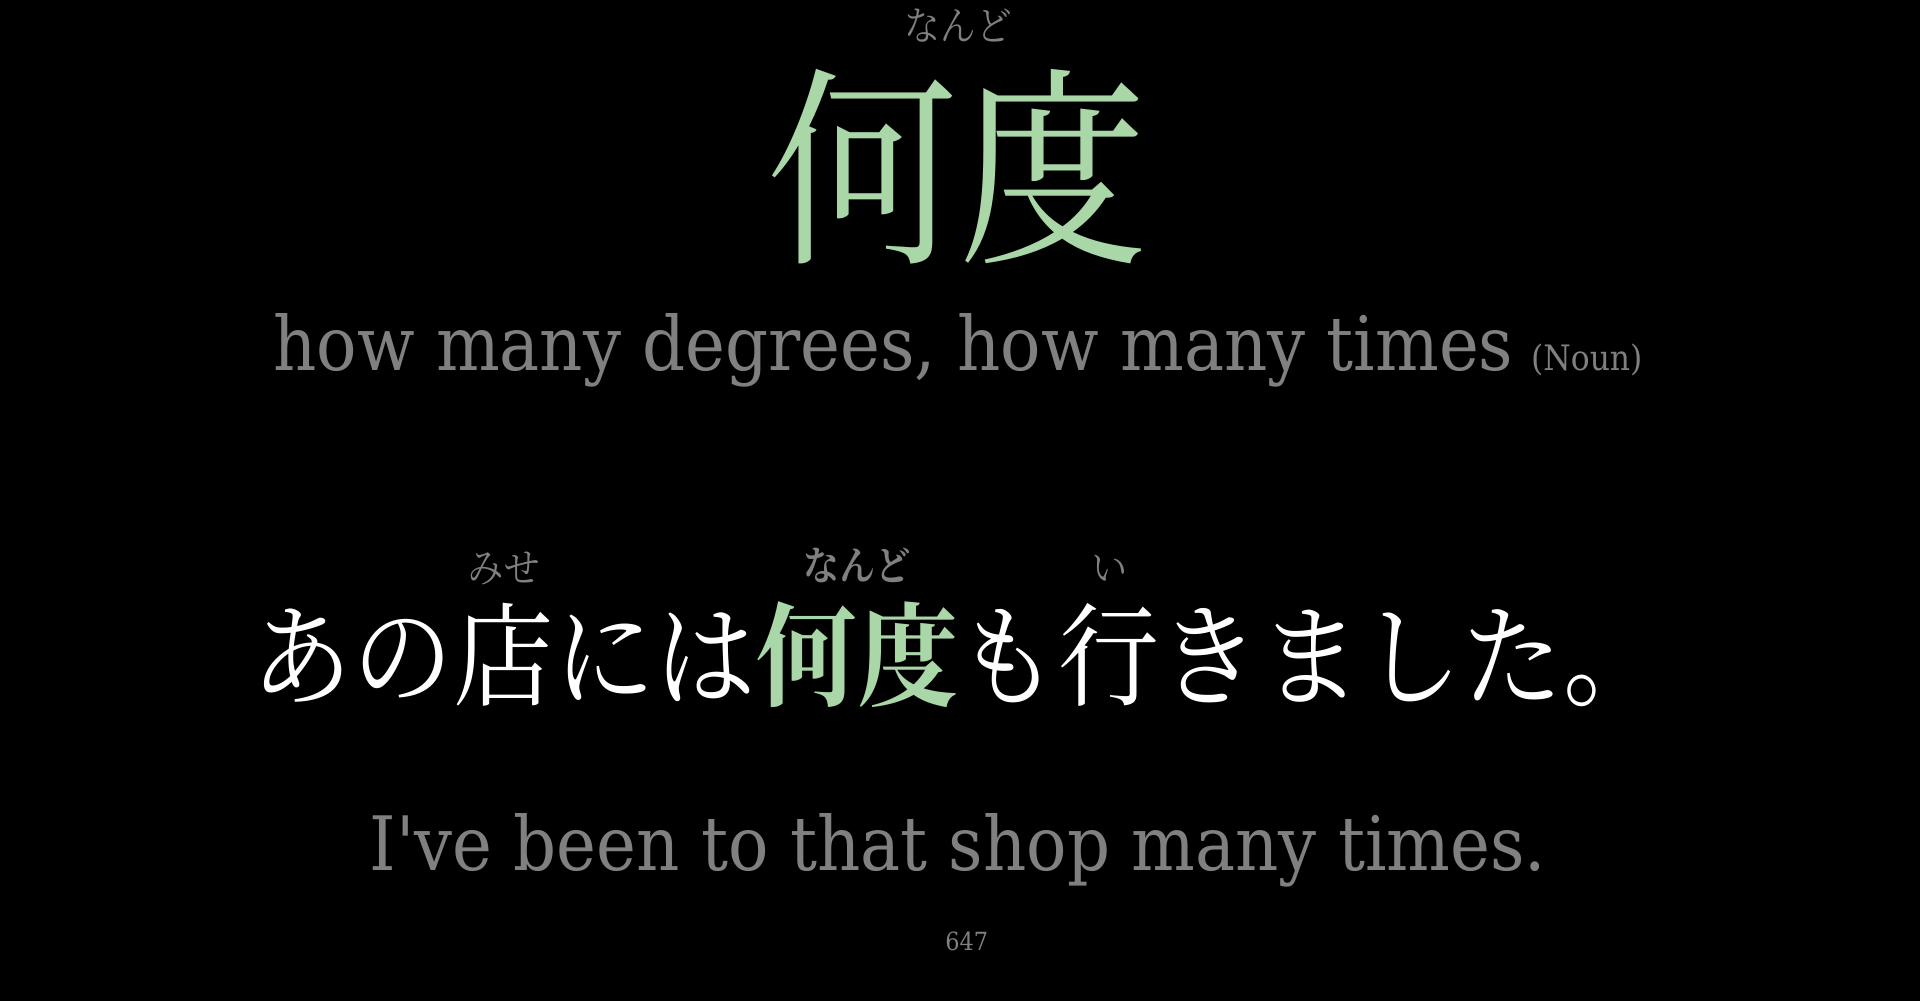 なんど
何度
how many degrees, how many times (Noun)
みせ なんど い
あの店には何度も行きました。
I've been to that shop many times.
647